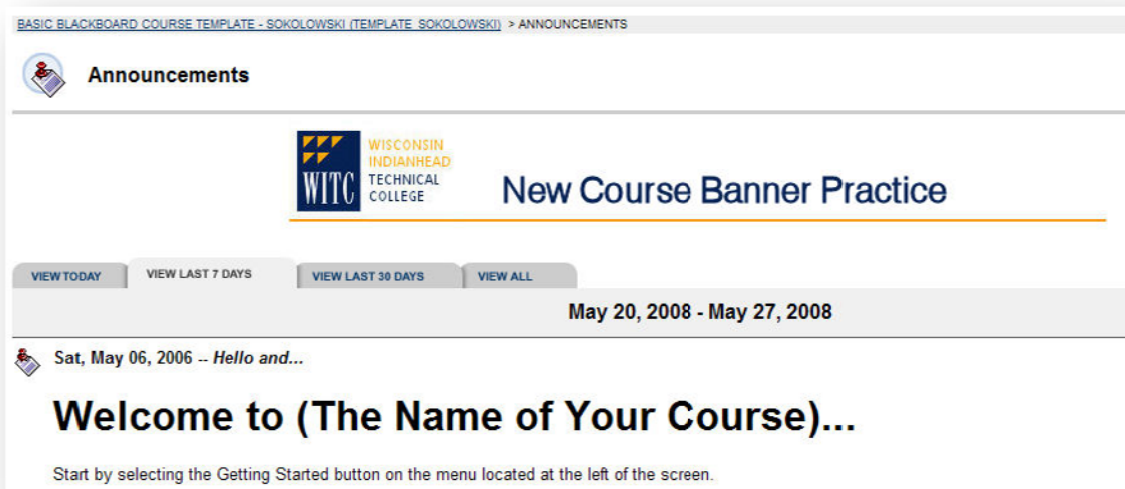 BASIC BLACKBOARD COURSE TEMPLATE - SOKOLOWSKI (TEMPLATE_SOKOLOWSKI) > ANNOUNCEMENTS
Announcements
WITC
WISCONSIN
INDIANHEAD
TECHNICAL
COLLEGE
New Course Banner Practice
VIEW TODAY VIEW LAST 7 DAYS VIEW LAST 30 DAYS VIEW ALL
May 20, 2008 - May 27, 2008
Sat, May 06, 2006 -- Hello and...
Welcome to (The Name of Your Course)...
Start by selecting the Getting Started button on the menu located at the left of the screen.